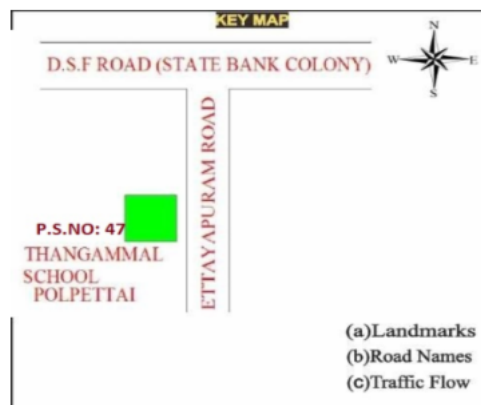 KEY MAP
N
W E
S
D.S.F ROAD (STATE BANK COLONY)
ETTAYAPURAM ROAD
P.S.NO: 47
THANGAMMAL
SCHOOL
POLPETTAI
(a)Landmarks
(b)Road Names
(c)Traffic Flow